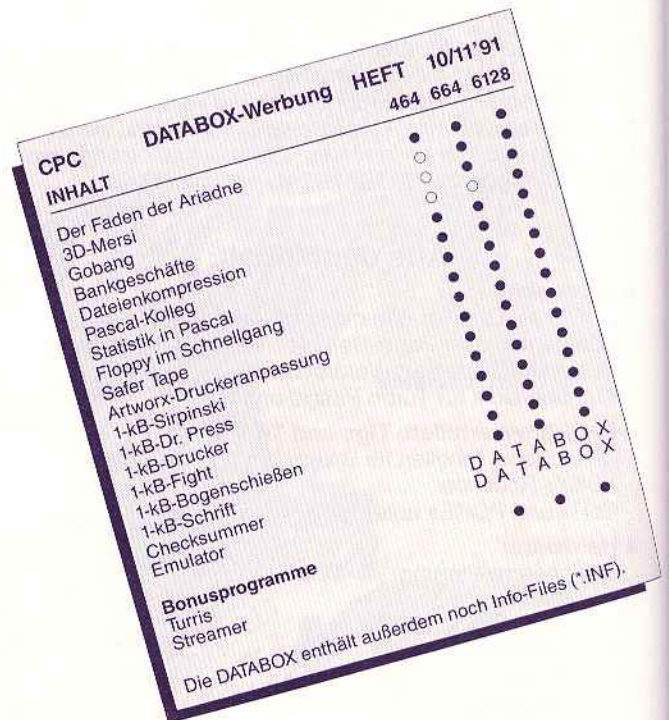 CPC DATABOX-Werbung HEFT 10/11'91
INHALT 464 664 6128
Der Faden der Ariadne ● ● ●
3D-Mersi ○ ● ●
Gobang ○ ● ●
Bankgeschäfte ○ ○ ●
Dateienkompression ● ● ●
Pascal-Kolleg ● ● ●
Statistik in Pascal ● ● ●
Floppy im Schnellgang ● ● ●
Safer Tape ● ● ●
Artworx-Druckeranpassung ● ● ●
1-kB-Sirpinski ● ● ●
1-kB-Dr. Press ● ● ●
1-kB-Drucker ● ● ●
1-kB-Fight ● ● ●
1-kB-Bogenschießen ● ● ●
1-kB-Schrift ● ● ●
Checksummer D A T A B O X
Emulator D A T A B O X
Bonusprogramme
Turris ● ● ●
Streamer
Die DATABOX enthält außerdem noch Info-Files (*.INF).